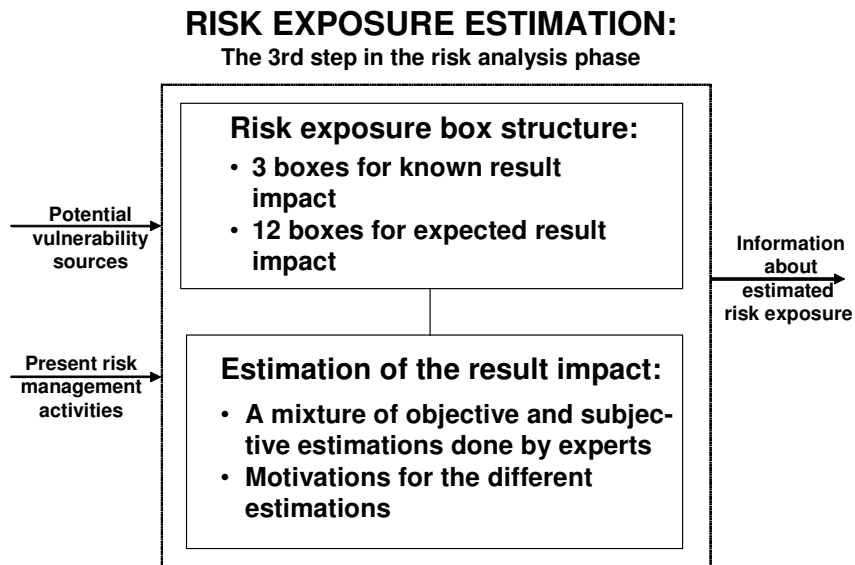 RISK EXPOSURE ESTIMATION:
The 3rd step in the risk analysis phase
Risk exposure box structure:
• 3 boxes for known result
impact
• 12 boxes for expected result
impact
Potential
vulnerability
sources
Information
about
estimated
risk exposure
Present risk
management
activities
Estimation of the result impact:
• A mixture of objective and subjec-
tive estimations done by experts
• Motivations for the different
estimations